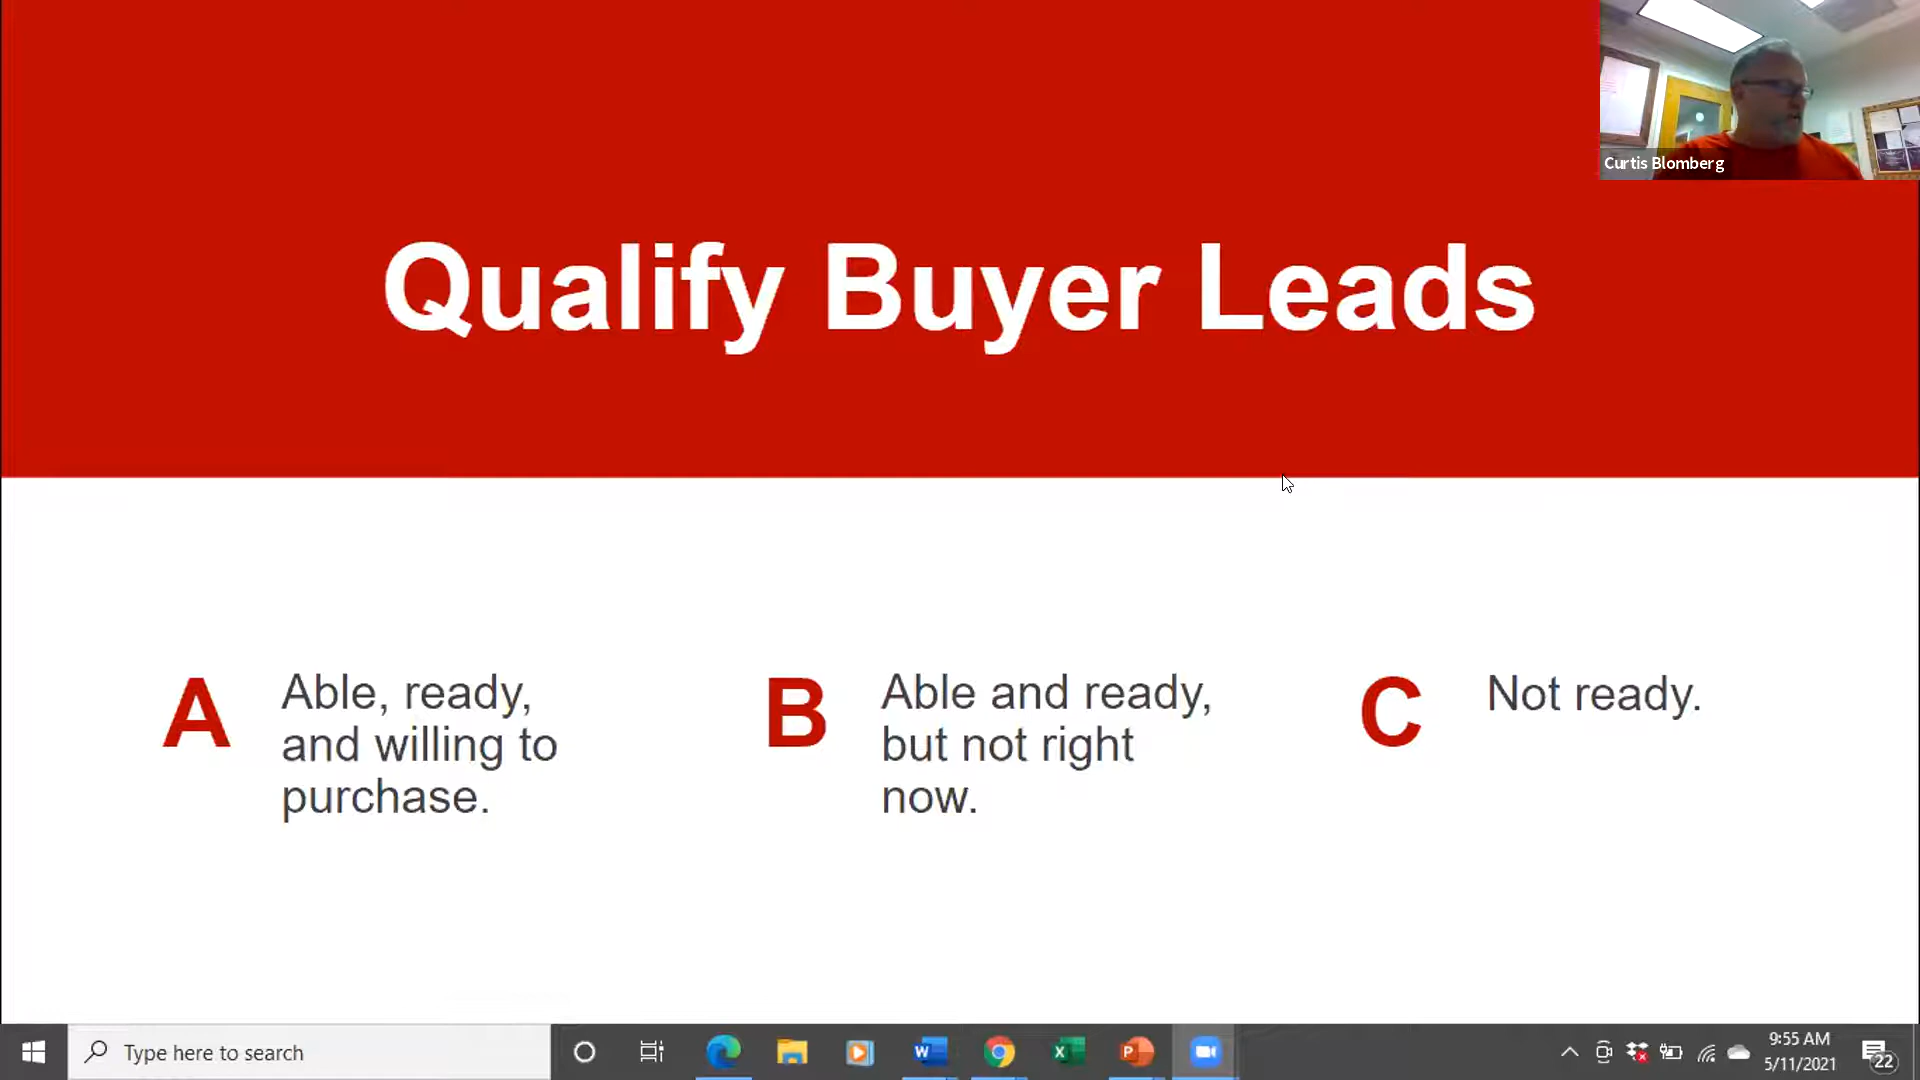 Curtis Blomberg
Qualify Buyer Leads
A
Able, ready,
and willing to
purchase.
B
Able and ready,
but not right
now.
C
Not ready.
Type here to search
9:55 AM
5/11/2021
22